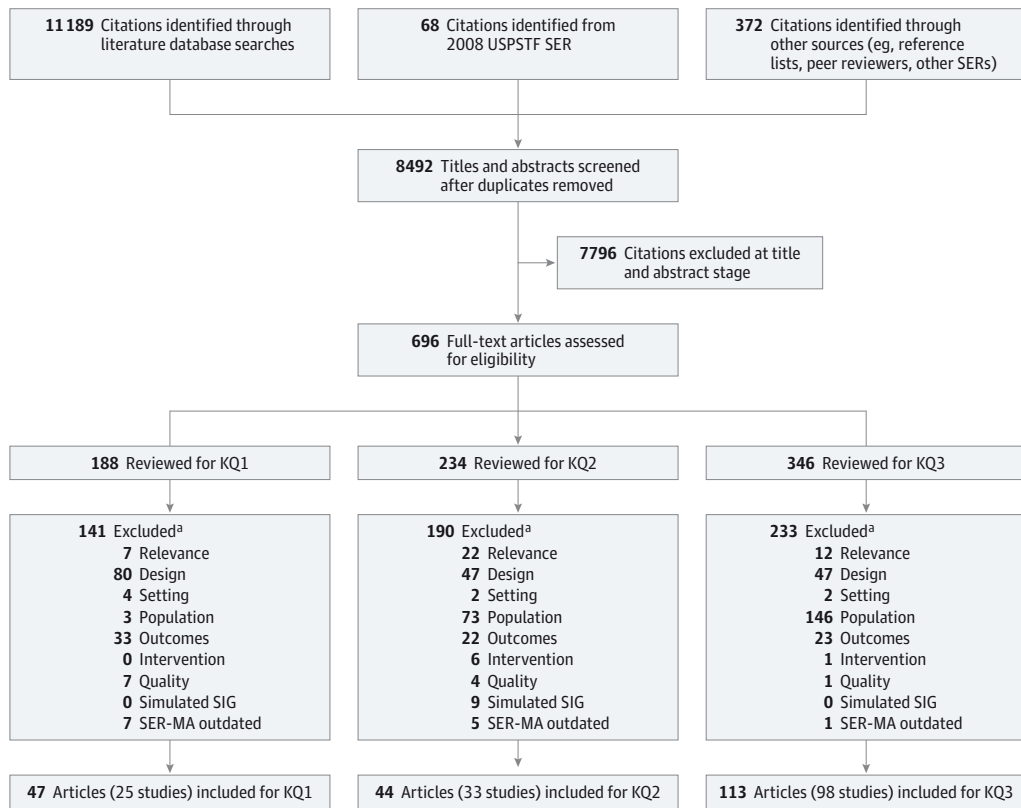 11 189 Citations identified through
literature database searches
68 Citations identified from
2008 USPSTF SER
372 Citations identified through
other sources (eg, reference
lists, peer reviewers, other SERs)
8492 Titles and abstracts screened
after duplicates removed
7796 Citations excluded at title
and abstract stage
696 Full-text articles assessed
for eligibility
188 Reviewed for KQ1
234 Reviewed for KQ2
346 Reviewed for KQ3
141 Excludedᵃ
7 Relevance
80 Design
4 Setting
3 Population
33 Outcomes
0 Intervention
7 Quality
0 Simulated SIG
7 SER-MA outdated
190 Excludedᵃ
22 Relevance
47 Design
2 Setting
73 Population
22 Outcomes
6 Intervention
4 Quality
9 Simulated SIG
5 SER-MA outdated
233 Excludedᵃ
12 Relevance
47 Design
2 Setting
146 Population
23 Outcomes
1 Intervention
1 Quality
0 Simulated SIG
1 SER-MA outdated
47 Articles (25 studies) included for KQ1
44 Articles (33 studies) included for KQ2
113 Articles (98 studies) included for KQ3